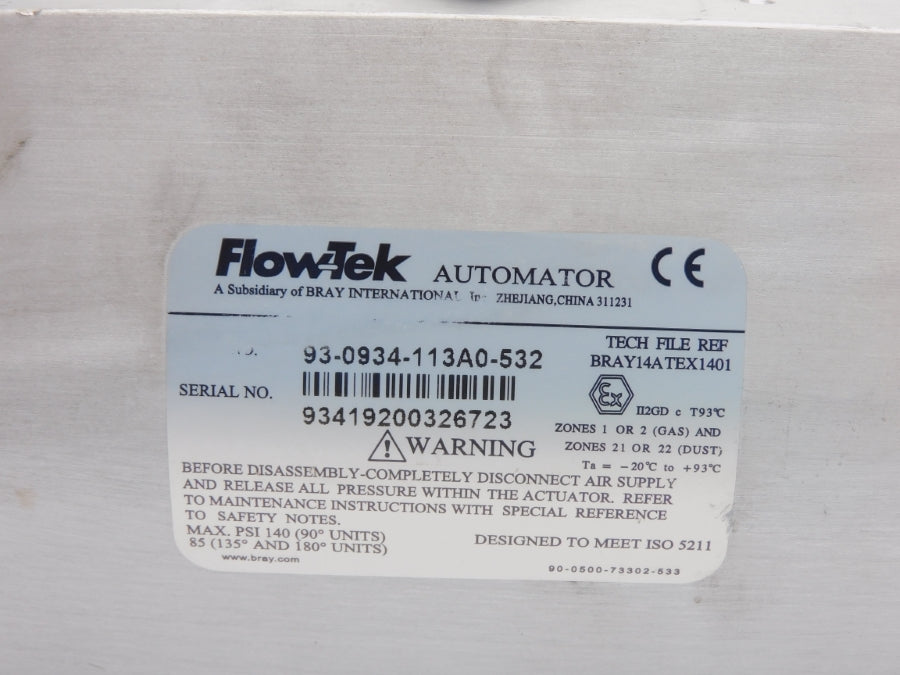 Flow-Tek AUTOMATOR CE
A Subsidiary of BRAY INTERNATIONAL Inc ZHEJIANG,CHINA 311231
93-0934-113A0-532
SERIAL NO.
93419200326723
TECH FILE REF
BRAY14ATEX1401
Ex II2GD c T93℃
ZONES 1 OR 2 (GAS) AND
ZONES 21 OR 22 (DUST)
Ta = -20℃ to +93℃
WARNING
BEFORE DISASSEMBLY-COMPLETELY DISCONNECT AIR SUPPLY
AND RELEASE ALL PRESSURE WITHIN THE ACTUATOR. REFER
TO MAINTENANCE INSTRUCTIONS WITH SPECIAL REFERENCE
TO SAFETY NOTES.
MAX. PSI 140 (90° UNITS)
85 (135° AND 180° UNITS)
DESIGNED TO MEET ISO 5211
www.bray.com
90-0500-73302-533